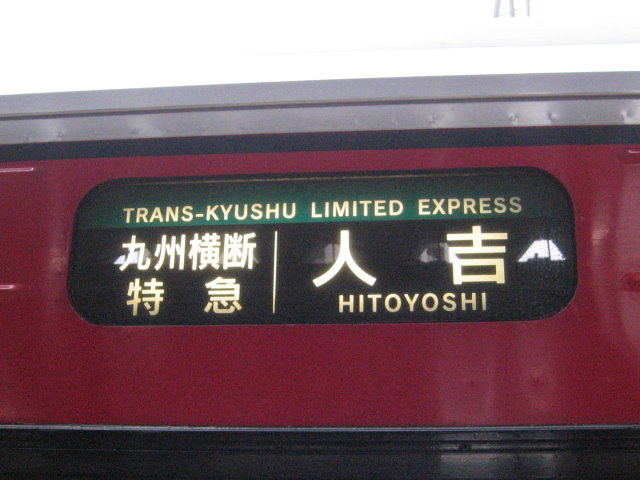 TRANS-KYUSHU LIMITED EXPRESS
九州横断
特急
人吉
HITOYOSHI